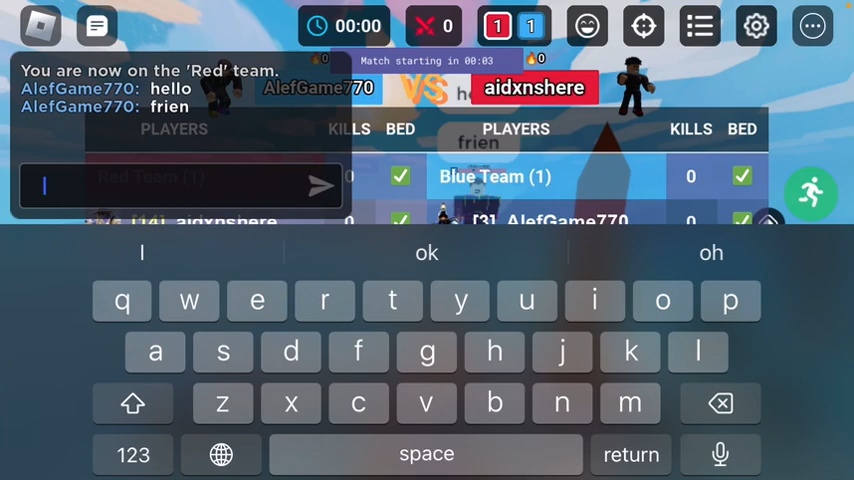 00:00
0
1
1
Match starting in 00:03
🔥0
🔥0
You are now on the 'Red' team.
AlefGame770: hello
AlefGame770: frien
AlefGame770
VS
aidxnshere
he
frien
PLAYERS KILLS BED PLAYERS KILLS BED
Red Team (1) 0 ✅ Blue Team (1) 0 ✅
[14] aidxnshere [3] AlefGame770
I ok oh
q w e r t y u i o p
a s d f g h j k l
z x c v b n m
123 space return